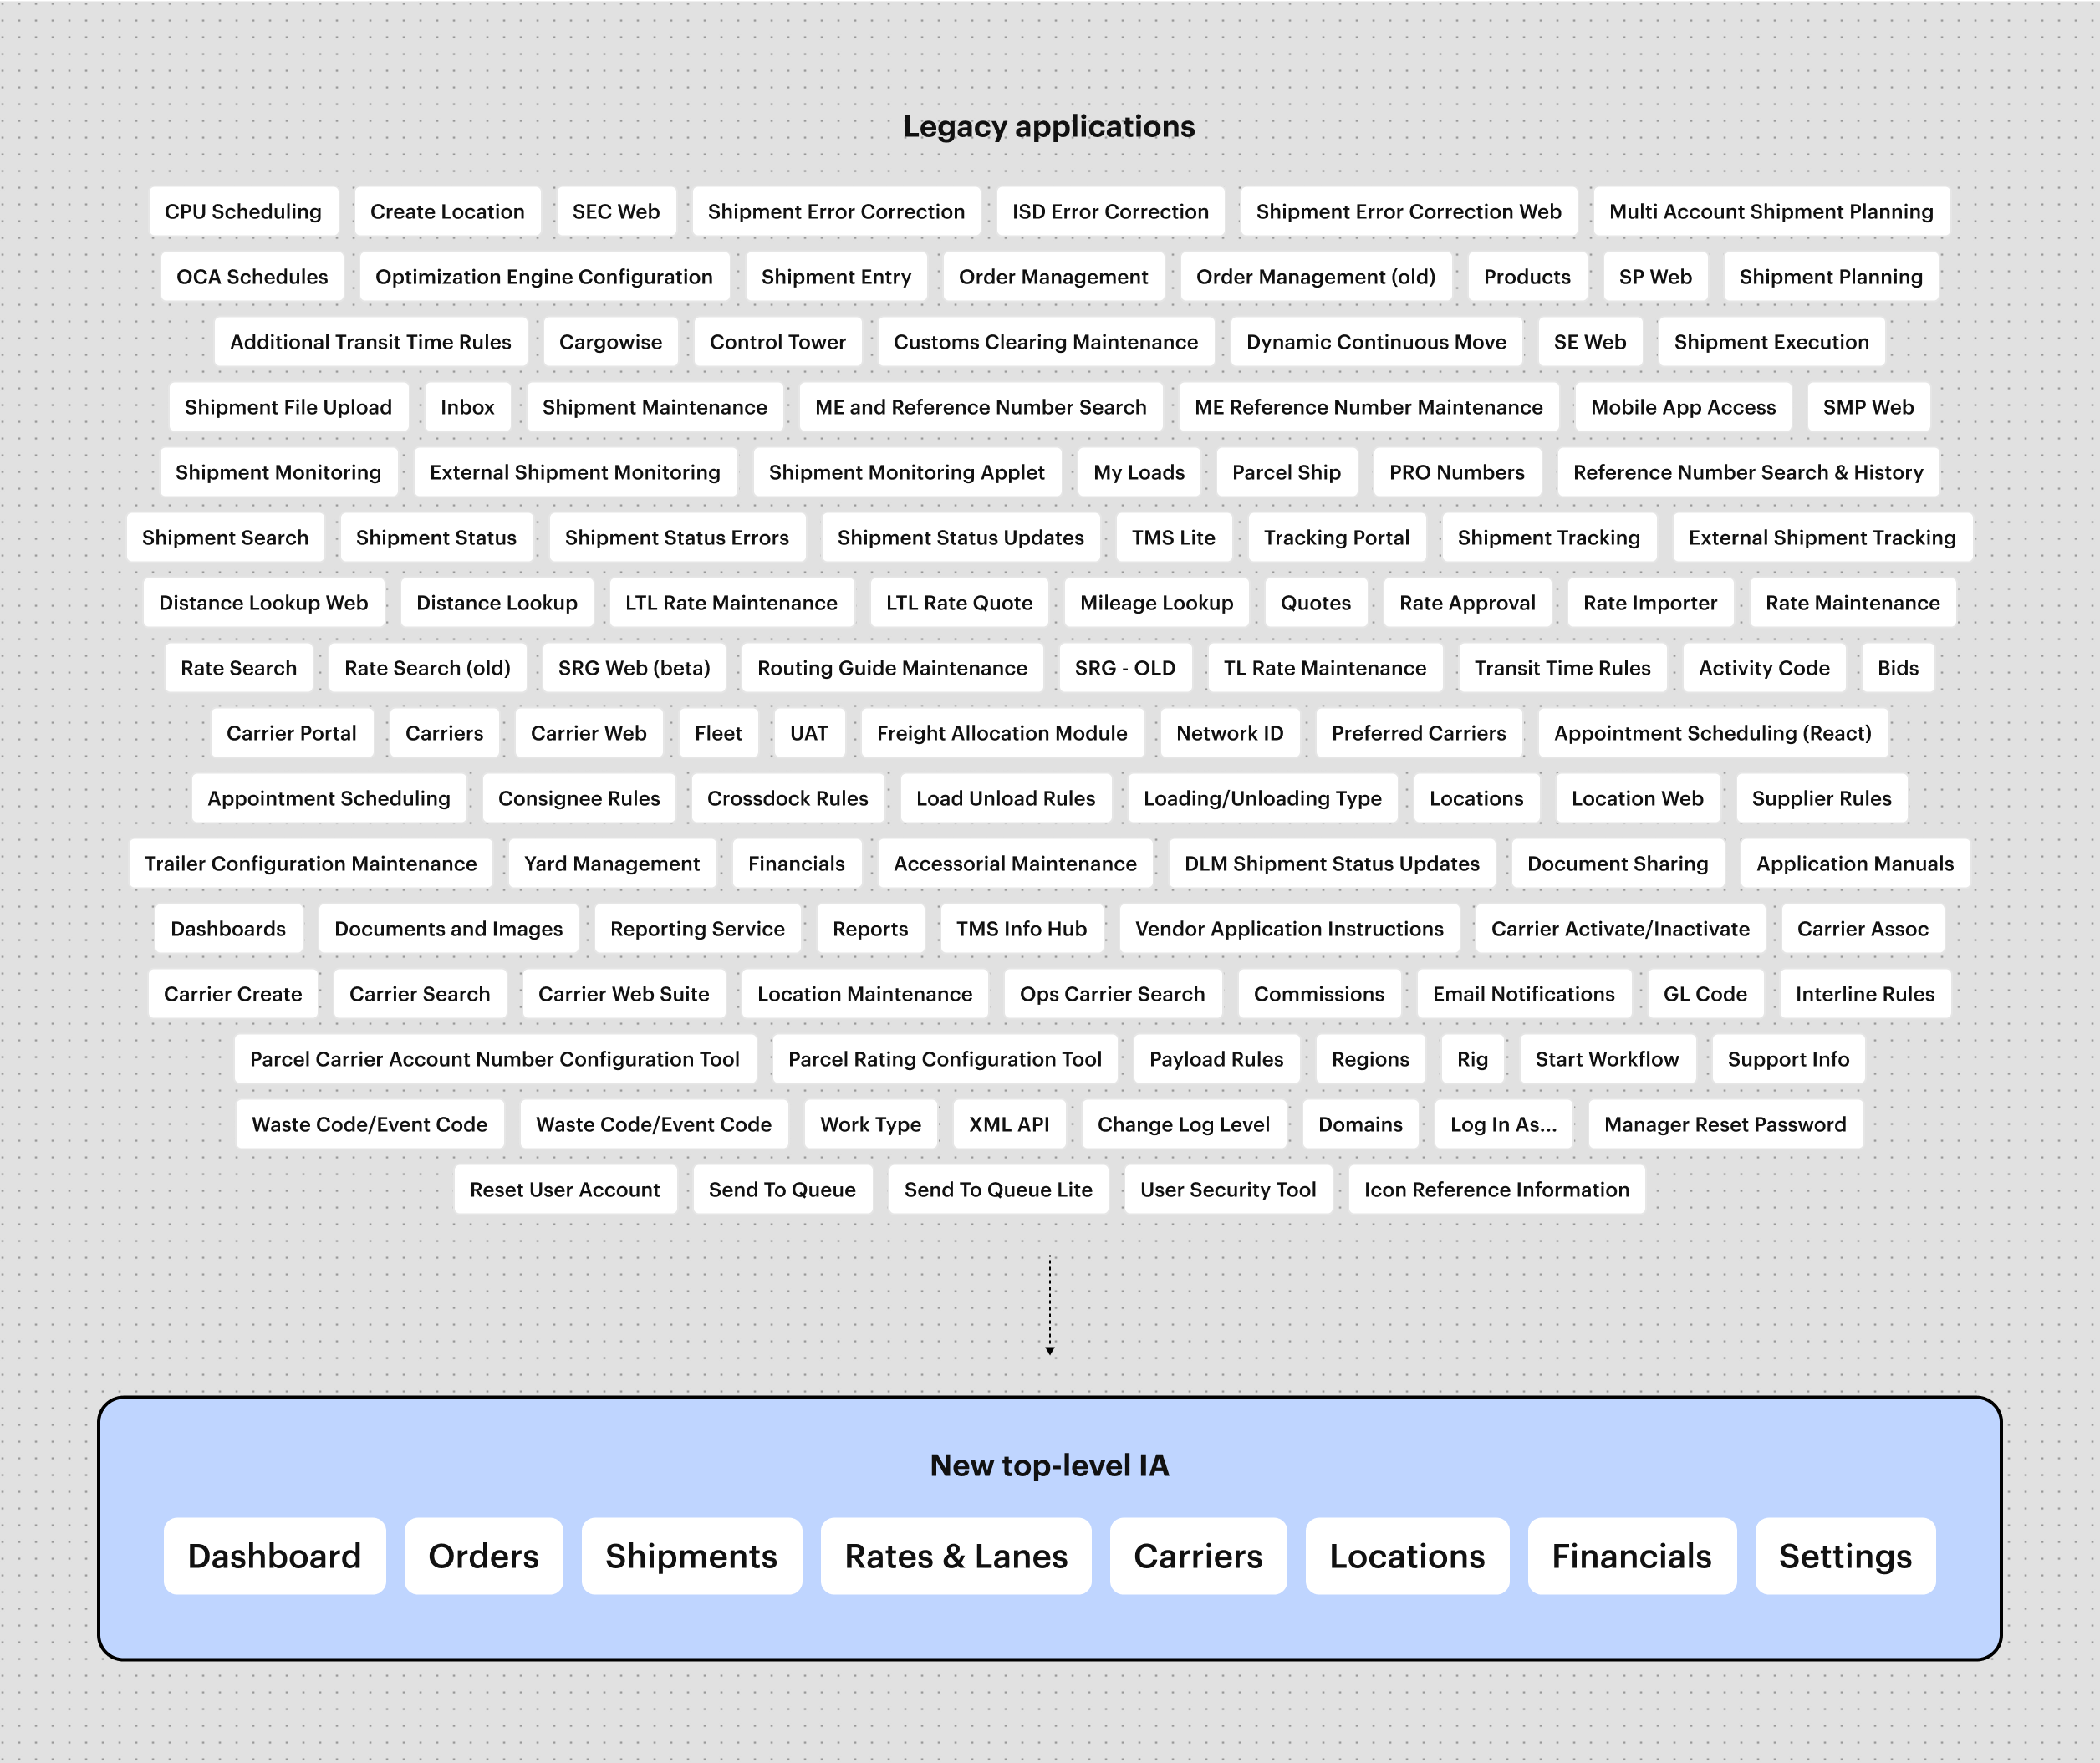 Legacy applications
CPU Scheduling Create Location SEC Web Shipment Error Correction ISD Error Correction Shipment Error Correction Web Multi Account Shipment Planning
OCA Schedules Optimization Engine Configuration Shipment Entry Order Management Order Management (old) Products SP Web Shipment Planning
Additional Transit Time Rules Cargowise Control Tower Customs Clearing Maintenance Dynamic Continuous Move SE Web Shipment Execution
Shipment File Upload Inbox Shipment Maintenance ME and Reference Number Search ME Reference Number Maintenance Mobile App Access SMP Web
Shipment Monitoring External Shipment Monitoring Shipment Monitoring Applet My Loads Parcel Ship PRO Numbers Reference Number Search & History
Shipment Search Shipment Status Shipment Status Errors Shipment Status Updates TMS Lite Tracking Portal Shipment Tracking External Shipment Tracking
Distance Lookup Web Distance Lookup LTL Rate Maintenance LTL Rate Quote Mileage Lookup Quotes Rate Approval Rate Importer Rate Maintenance
Rate Search Rate Search (old) SRG Web (beta) Routing Guide Maintenance SRG - OLD TL Rate Maintenance Transit Time Rules Activity Code Bids
Carrier Portal Carriers Carrier Web Fleet UAT Freight Allocation Module Network ID Preferred Carriers Appointment Scheduling (React)
Appointment Scheduling Consignee Rules Crossdock Rules Load Unload Rules Loading/Unloading Type Locations Location Web Supplier Rules
Trailer Configuration Maintenance Yard Management Financials Accessorial Maintenance DLM Shipment Status Updates Document Sharing Application Manuals
Dashboards Documents and Images Reporting Service Reports TMS Info Hub Vendor Application Instructions Carrier Activate/Inactivate Carrier Assoc
Carrier Create Carrier Search Carrier Web Suite Location Maintenance Ops Carrier Search Commissions Email Notifications GL Code Interline Rules
Parcel Carrier Account Number Configuration Tool Parcel Rating Configuration Tool Payload Rules Regions Rig Start Workflow Support Info
Waste Code/Event Code Waste Code/Event Code Work Type XML API Change Log Level Domains Log In As... Manager Reset Password
Reset User Account Send To Queue Send To Queue Lite User Security Tool Icon Reference Information
New top-level IA
Dashboard Orders Shipments Rates & Lanes Carriers Locations Financials Settings